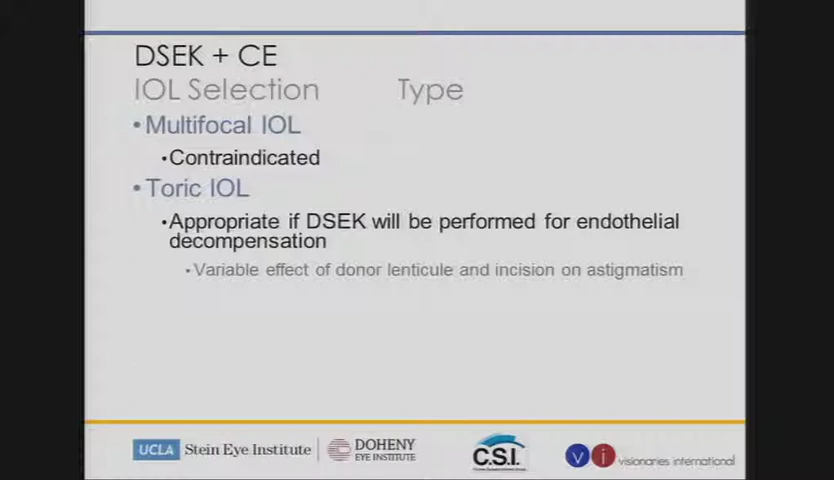 DSEK + CE
IOL Selection Type
• Multifocal IOL
• Contraindicated
• Toric IOL
• Appropriate if DSEK will be performed for endothelial
decompensation
• Variable effect of donor lenticule and incision on astigmatism
UCLA Stein Eye Institute
DOHENY
EYE INSTITUTE
C.S.I.
vi visionaries international